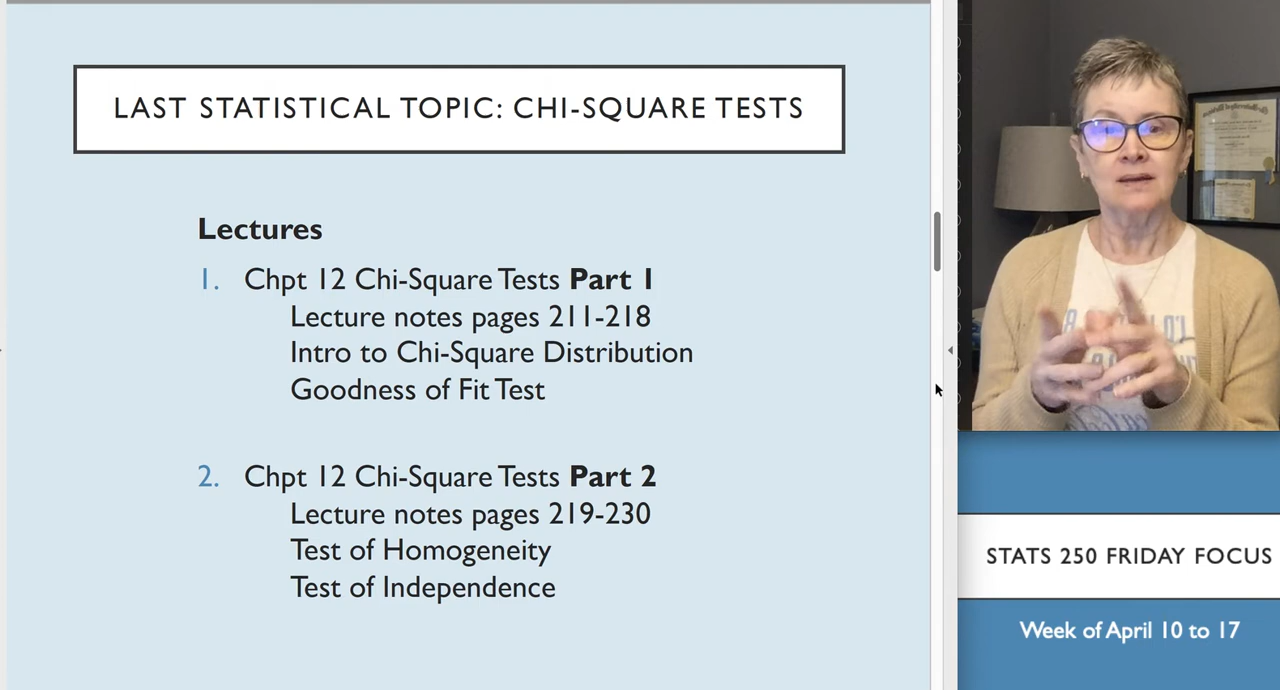 LAST STATISTICAL TOPIC: CHI-SQUARE TESTS
Lectures
1. Chpt 12 Chi-Square Tests Part 1
Lecture notes pages 211-218
Intro to Chi-Square Distribution
Goodness of Fit Test
2. Chpt 12 Chi-Square Tests Part 2
Lecture notes pages 219-230
Test of Homogeneity
Test of Independence
STATS 250 FRIDAY FOCUS
Week of April 10 to 17